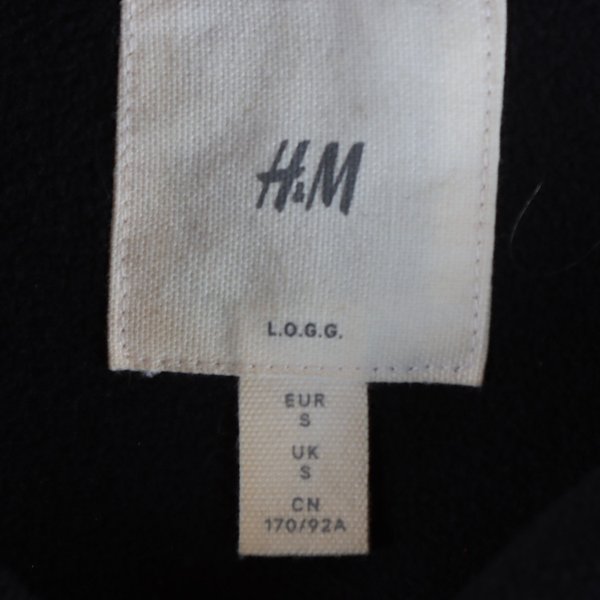 H&M
L.O.G.G.
EUR
S
UK
S
CN
170/92A